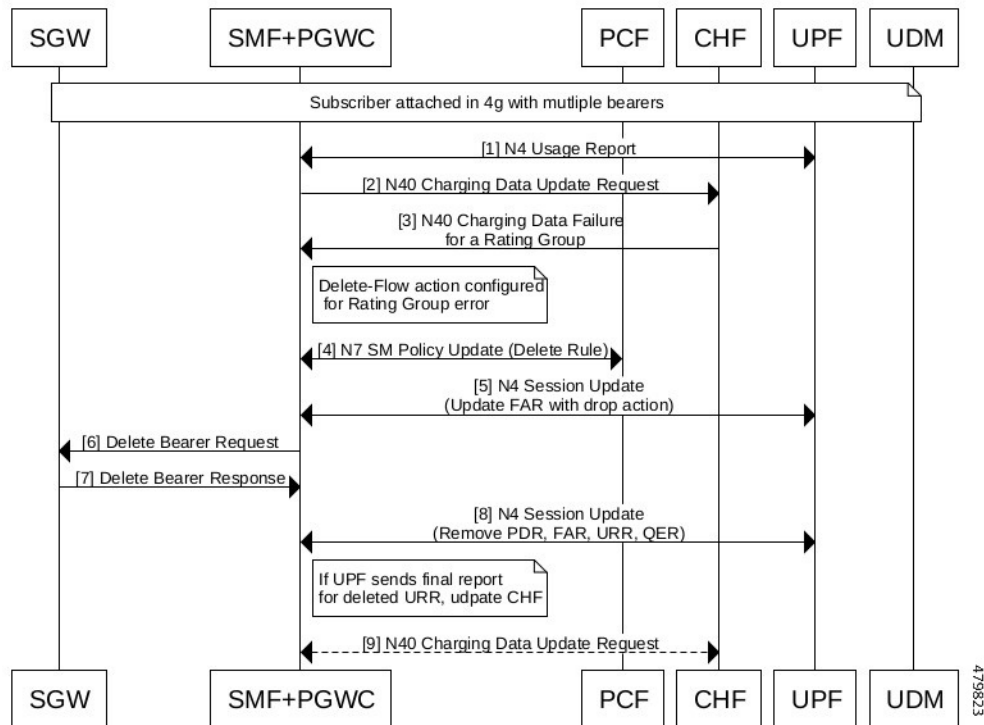 SGW
SMF+PGWC
PCF
CHF
UPF
UDM
Subscriber attached in 4g with mutliple bearers
[1] N4 Usage Report
[2] N40 Charging Data Update Request
[3] N40 Charging Data Failure
for a Rating Group
Delete-Flow action configured
for Rating Group error
[4] N7 SM Policy Update (Delete Rule)
[5] N4 Session Update
(Update FAR with drop action)
[6] Delete Bearer Request
[7] Delete Bearer Response
[8] N4 Session Update
(Remove PDR, FAR, URR, QER)
If UPF sends final report
for deleted URR, udpate CHF
[9] N40 Charging Data Update Request
SGW
SMF+PGWC
PCF
CHF
UPF
UDM
479823